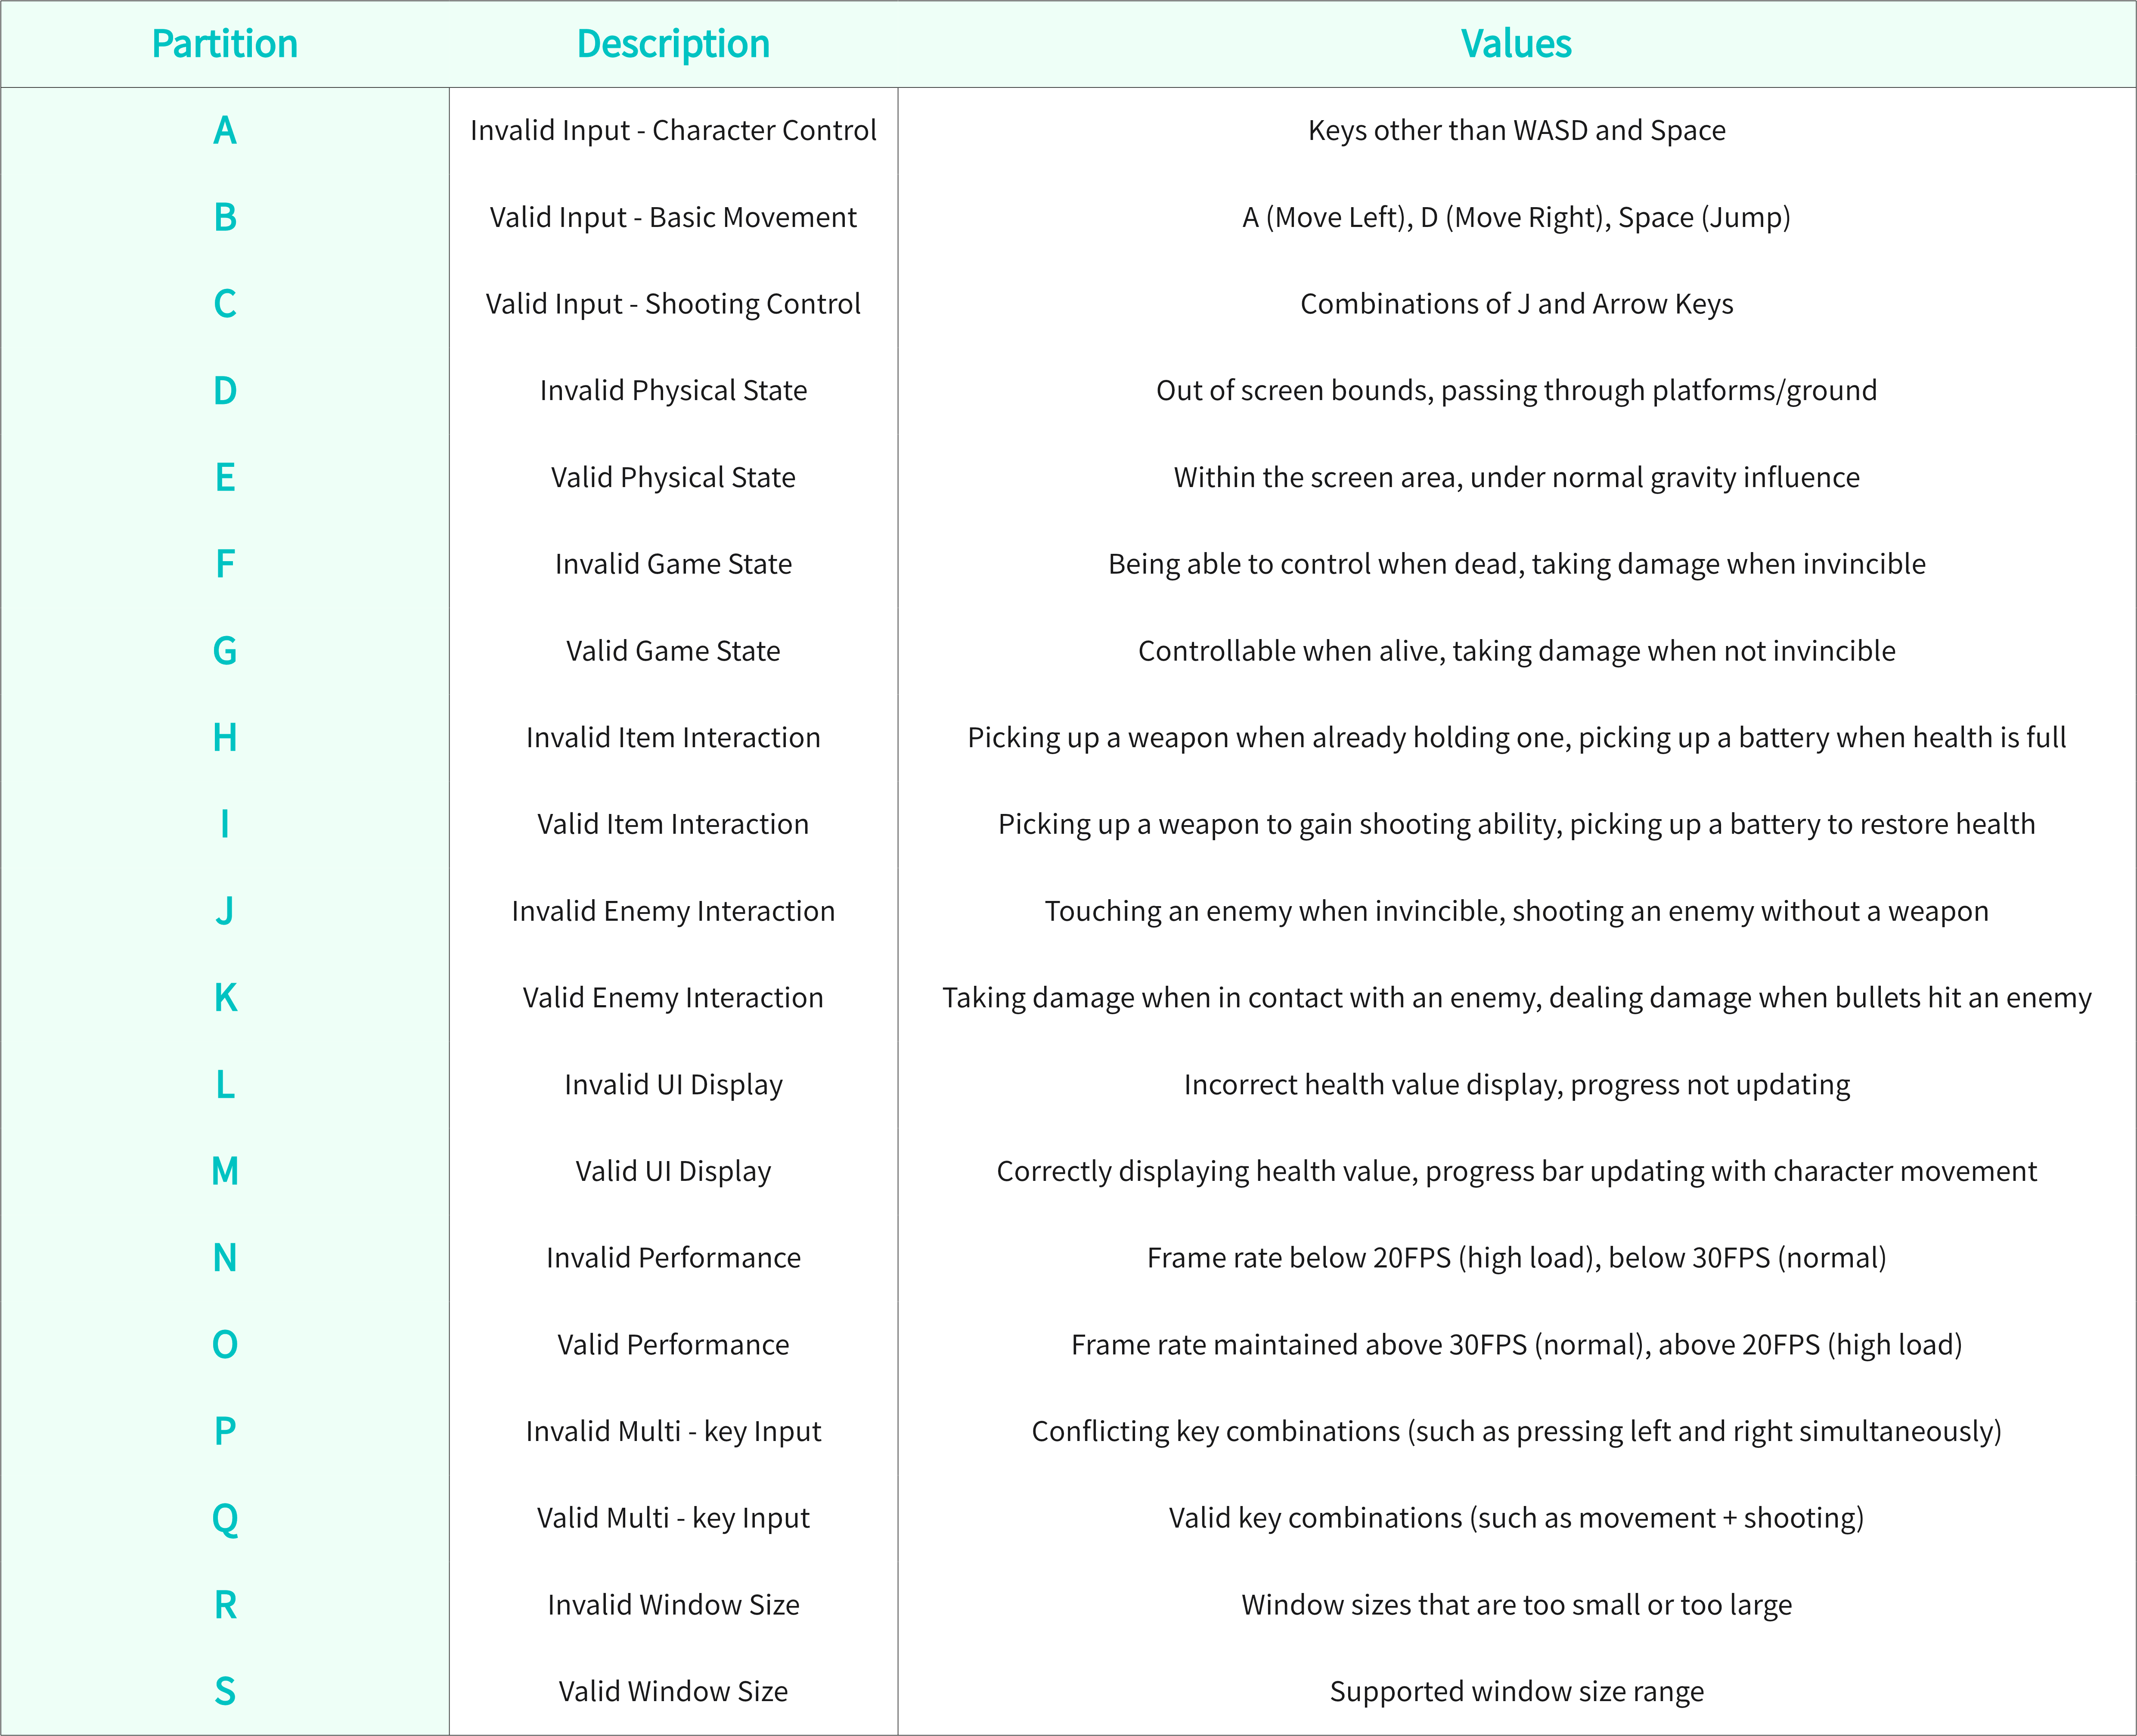 Partition Description Values
A Invalid Input - Character Control Keys other than WASD and Space
B Valid Input - Basic Movement A (Move Left), D (Move Right), Space (Jump)
C Valid Input - Shooting Control Combinations of J and Arrow Keys
D Invalid Physical State Out of screen bounds, passing through platforms/ground
E Valid Physical State Within the screen area, under normal gravity influence
F Invalid Game State Being able to control when dead, taking damage when invincible
G Valid Game State Controllable when alive, taking damage when not invincible
H Invalid Item Interaction Picking up a weapon when already holding one, picking up a battery when health is full
I Valid Item Interaction Picking up a weapon to gain shooting ability, picking up a battery to restore health
J Invalid Enemy Interaction Touching an enemy when invincible, shooting an enemy without a weapon
K Valid Enemy Interaction Taking damage when in contact with an enemy, dealing damage when bullets hit an enemy
L Invalid UI Display Incorrect health value display, progress not updating
M Valid UI Display Correctly displaying health value, progress bar updating with character movement
N Invalid Performance Frame rate below 20FPS (high load), below 30FPS (normal)
O Valid Performance Frame rate maintained above 30FPS (normal), above 20FPS (high load)
P Invalid Multi - key Input Conflicting key combinations (such as pressing left and right simultaneously)
Q Valid Multi - key Input Valid key combinations (such as movement + shooting)
R Invalid Window Size Window sizes that are too small or too large
S Valid Window Size Supported window size range